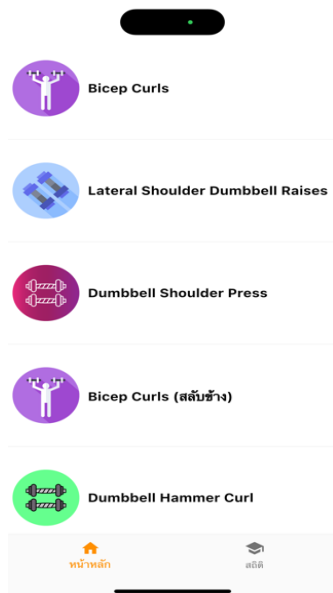 Bicep Curls
Lateral Shoulder Dumbbell Raises
Dumbbell Shoulder Press
Bicep Curls (สลับข้าง)
Dumbbell Hammer Curl
หน้าหลัก
สถิติ